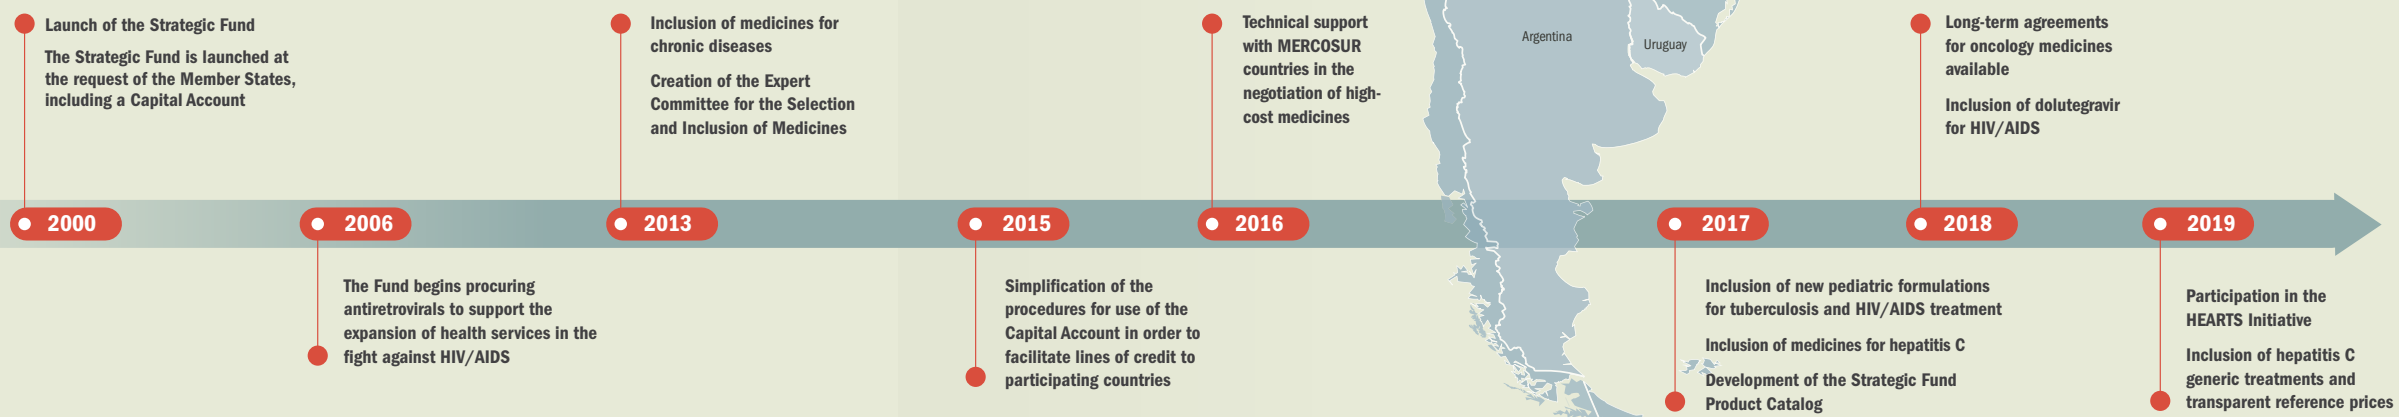 Launch of the Strategic Fund
The Strategic Fund is launched at
the request of the Member States,
including a Capital Account
2000
2006
The Fund begins procuring
antiretrovirals to support the
expansion of health services in the
fight against HIV/AIDS
Inclusion of medicines for
chronic diseases
Creation of the Expert
Committee for the Selection
and Inclusion of Medicines
2013
2015
Simplification of the
procedures for use of the
Capital Account in order to
facilitate lines of credit to
participating countries
Technical support
with MERCOSUR
countries in the
negotiation of high-
cost medicines
2016
Argentina
Uruguay
2017
Inclusion of new pediatric formulations
for tuberculosis and HIV/AIDS treatment
Inclusion of medicines for hepatitis C
Development of the Strategic Fund
Product Catalog
Long-term agreements
for oncology medicines
available
Inclusion of dolutegravir
for HIV/AIDS
2018
2019
Participation in the
HEARTS Initiative
Inclusion of hepatitis C
generic treatments and
transparent reference prices